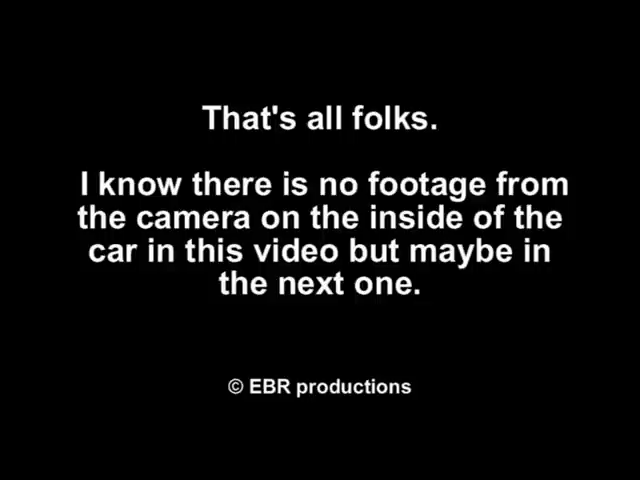 That's all folks.
I know there is no footage from
the camera on the inside of the
car in this video but maybe in
the next one.
© EBR productions